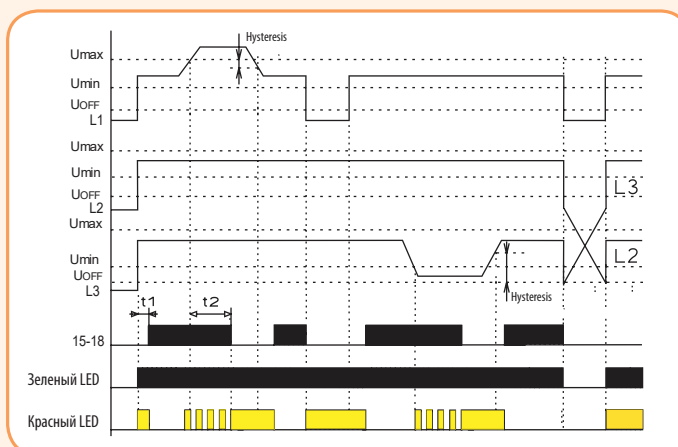 Hysteresis
Umax
Umin
UOFF
L1
Umax
Umin
UOFF
L3
L2
Umax
Umin
L2
UOFF
L3
Hysteresis
t1
t2
15-18
Зеленый LED
Красный LED